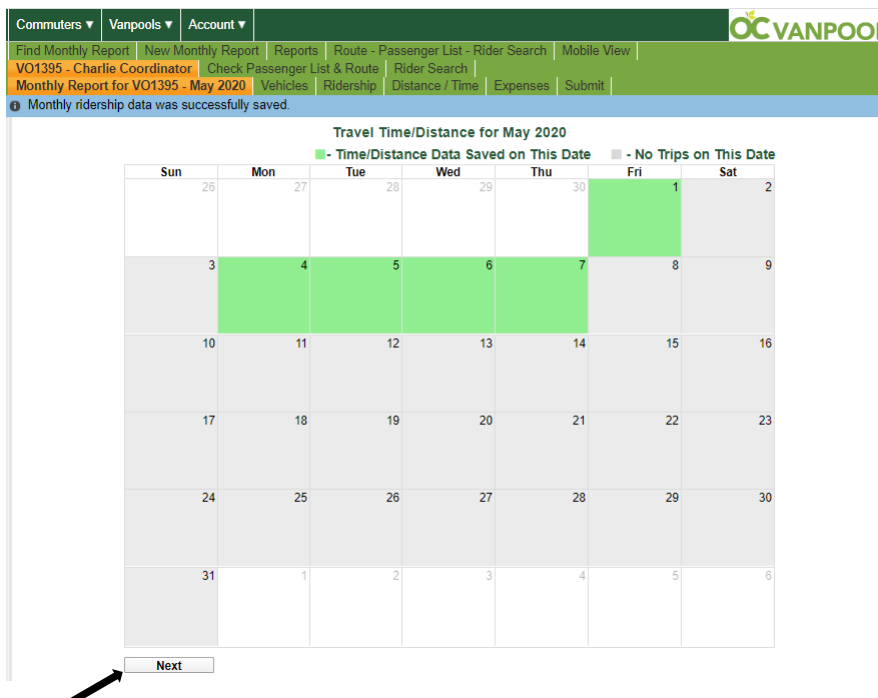 Commuters ▼ Vanpools ▼ Account ▼ OC VANPOOL
Find Monthly Report New Monthly Report Reports Route - Passenger List - Rider Search Mobile View
VO1395 - Charlie Coordinator Check Passenger List & Route Rider Search
Monthly Report for VO1395 - May 2020 Vehicles Ridership Distance / Time Expenses Submit
Monthly ridership data was successfully saved.
Travel Time/Distance for May 2020
- Time/Distance Data Saved on This Date - No Trips on This Date
Sun Mon Tue Wed Thu Fri Sat
26 27 28 29 30 1 2
3 4 5 6 7 8 9
10 11 12 13 14 15 16
17 18 19 20 21 22 23
24 25 26 27 28 29 30
31 1 2 3 4 5 6
Next